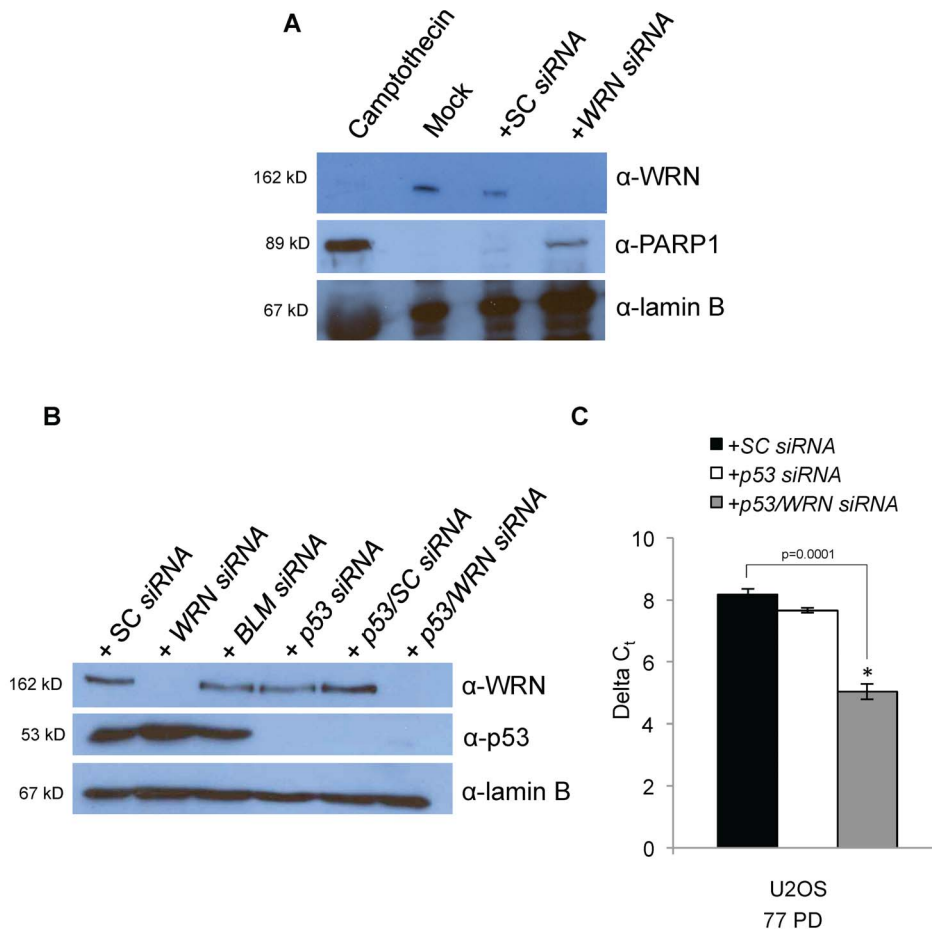 A
Camptothecin
Mock
+SC siRNA
+WRN siRNA
162 kD
α-WRN
89 kD
α-PARP1
67 kD
α-lamin B
B
+ SC siRNA
+ WRN siRNA
+ BLM siRNA
+ p53 siRNA
+ p53/SC siRNA
+ p53/WRN siRNA
162 kD
α-WRN
53 kD
α-p53
67 kD
α-lamin B
C
+SC siRNA
+p53 siRNA
+p53/WRN siRNA
p=0.0001
*
Delta Ct
10
8
6
4
2
0
U2OS
77 PD